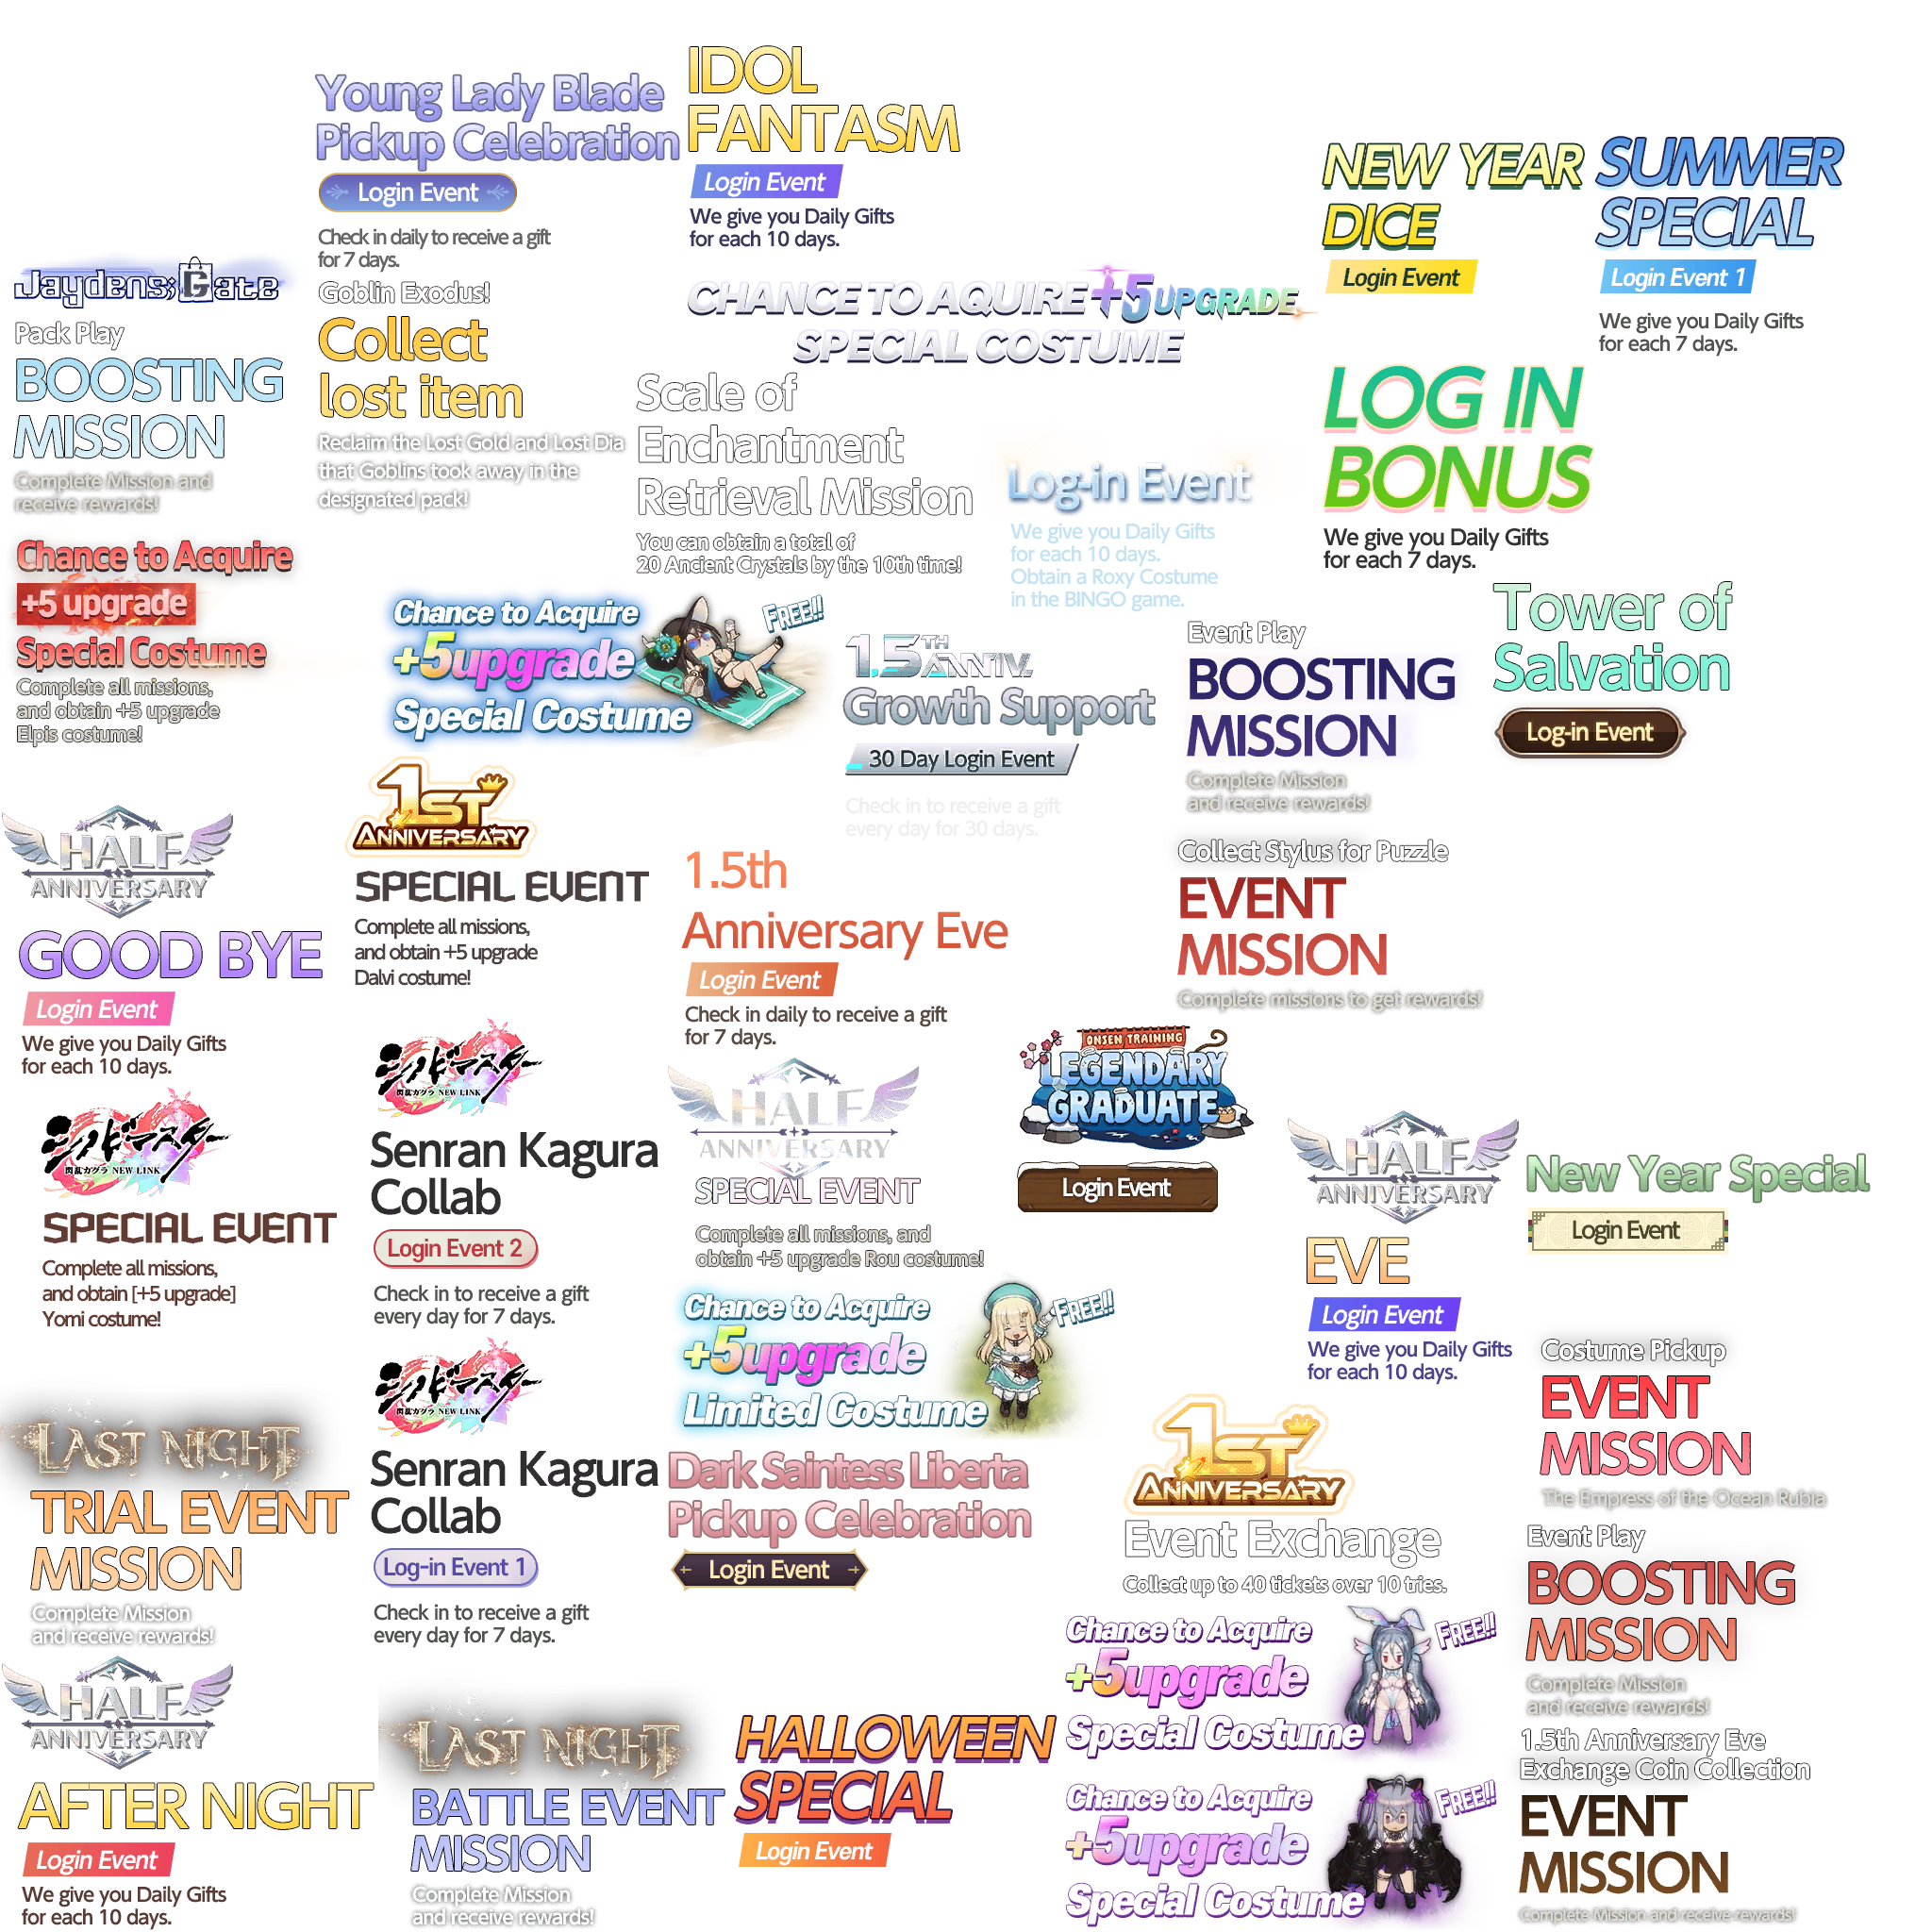 Young Lady Blade
Pickup Celebration
Login Event
Check in daily to receive a gift
for 7 days.
IDOL
FANTASM
Login Event
We give you Daily Gifts
for each 10 days.
NEW YEAR
DICE
Login Event
SUMMER
SPECIAL
Login Event 1
We give you Daily Gifts
for each 7 days.
Jaydens;Gate
Pack Play
BOOSTING
MISSION
Complete Mission and
receive rewards!
Goblin Exodus!
Collect
lost item
Reclaim the Lost Gold and Lost Dia
that Goblins took away in the
designated pack!
CHANCE TO AQUIRE +5 UPGRADE
SPECIAL COSTUME
Scale of
Enchantment
Retrieval Mission
You can obtain a total of
20 Ancient Crystals by the 10th time!
Log-in Event
We give you Daily Gifts
for each 10 days.
Obtain a Roxy Costume
in the BINGO game.
LOG IN
BONUS
We give you Daily Gifts
for each 7 days.
Chance to Acquire
+5 upgrade
Special Costume
Complete all missions,
and obtain +5 upgrade
Elpis costume!
Chance to Acquire
+5upgrade
Special Costume
FREE!!
1.5TH ANNIV.
Growth Support
30 Day Login Event
Check in to receive a gift
every day for 30 days.
Event Play
BOOSTING
MISSION
Complete Mission
and receive rewards!
Tower of
Salvation
Log-in Event
HALF
ANNIVERSARY
GOOD BYE
Login Event
We give you Daily Gifts
for each 10 days.
1ST
ANNIVERSARY
SPECIAL EVENT
Complete all missions,
and obtain +5 upgrade
Dalvi costume!
1.5th
Anniversary Eve
Login Event
Check in daily to receive a gift
for 7 days.
Collect Stylus for Puzzle
EVENT
MISSION
Complete missions to get rewards!
シノビマスター
閃乱カグラ NEW LINK
SPECIAL EVENT
Complete all missions,
and obtain [+5 upgrade]
Yomi costume!
シノビマスター
閃乱カグラ NEW LINK
Senran Kagura
Collab
Login Event 2
Check in to receive a gift
every day for 7 days.
HALF
ANNIVERSARY
SPECIAL EVENT
Complete all missions, and
obtain +5 upgrade Rou costume!
ONSEN TRAINING
LEGENDARY
GRADUATE
Login Event
HALF
ANNIVERSARY
EVE
Login Event
We give you Daily Gifts
for each 10 days.
New Year Special
Login Event
Chance to Acquire
+5upgrade
Limited Costume
FREE!!
Costume Pickup
EVENT
MISSION
The Empress of the Ocean Rubia
LAST NIGHT
TRIAL EVENT
MISSION
Complete Mission
and receive rewards!
シノビマスター
閃乱カグラ NEW LINK
Senran Kagura
Collab
Log-in Event 1
Check in to receive a gift
every day for 7 days.
Dark Saintess Liberta
Pickup Celebration
Login Event
1ST
ANNIVERSARY
Event Exchange
Collect up to 40 tickets over 10 tries.
Event Play
BOOSTING
MISSION
Complete Mission
and receive rewards!
Chance to Acquire
+5upgrade
Special Costume
FREE!!
HALF
ANNIVERSARY
AFTER NIGHT
Login Event
We give you Daily Gifts
for each 10 days.
LAST NIGHT
BATTLE EVENT
MISSION
Complete Mission
and receive rewards!
HALLOWEEN
SPECIAL
Login Event
Chance to Acquire
+5upgrade
Special Costume
FREE!!
1.5th Anniversary Eve
Exchange Coin Collection
EVENT
MISSION
Complete Mission and receive rewards!